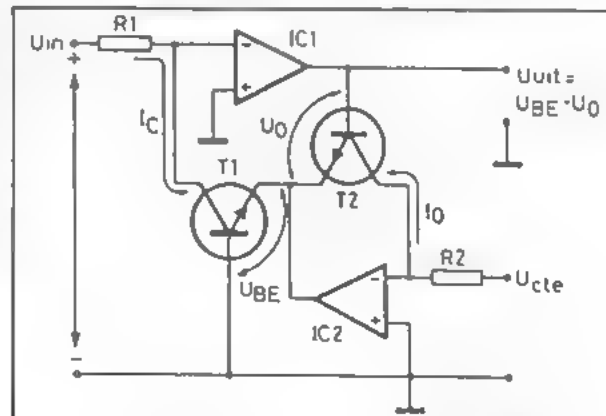 R1
Uin
+
IC1
-
+
Uuit =
UBE - U0
IC
U0
T1
T2
I0
R2
UBE
-
+
Ucte
IC2
-